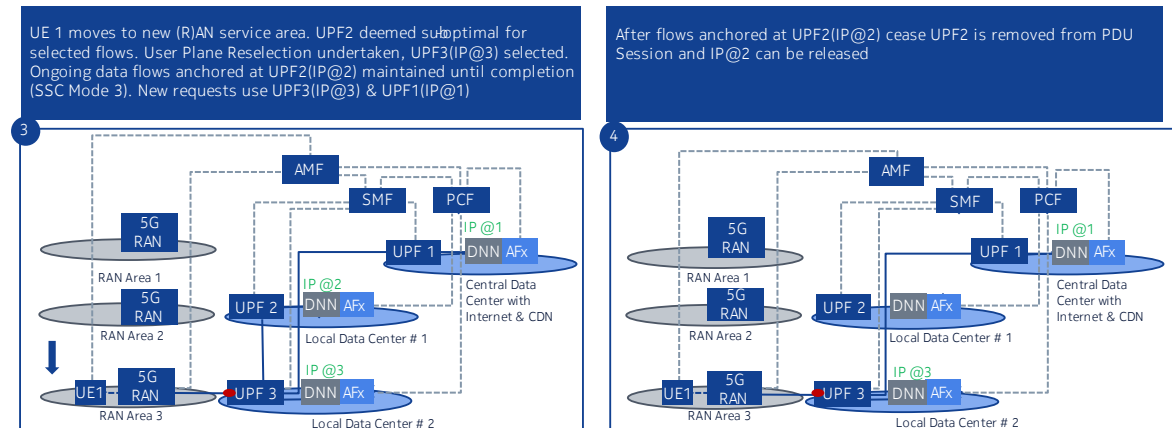 UE 1 moves to new (R)AN service area. UPF2 deemed sub-optimal for
selected flows. User Plane Reselection undertaken, UPF3(IP@3) selected.
Ongoing data flows anchored at UPF2(IP@2) maintained until completion
(SSC Mode 3). New requests use UPF3(IP@3) & UPF1(IP@1)
3
AMF
SMF
PCF
5G
RAN
RAN Area 1
IP @1
UPF 1
DNN
AFx
Central Data
Center with
Internet & CDN
5G
RAN
RAN Area 2
IP @2
UPF 2
DNN
AFx
Local Data Center # 1
UE1
5G
RAN
RAN Area 3
IP @3
UPF 3
DNN
AFx
Local Data Center # 2
After flows anchored at UPF2(IP@2) cease UPF2 is removed from PDU
Session and IP@2 can be released
4
AMF
SMF
PCF
5G
RAN
RAN Area 1
IP @1
UPF 1
DNN
AFx
Central Data
Center with
Internet & CDN
5G
RAN
RAN Area 2
UPF 2
DNN
AFx
Local Data Center # 1
UE1
5G
RAN
RAN Area 3
IP @3
UPF 3
DNN
AFx
Local Data Center # 2